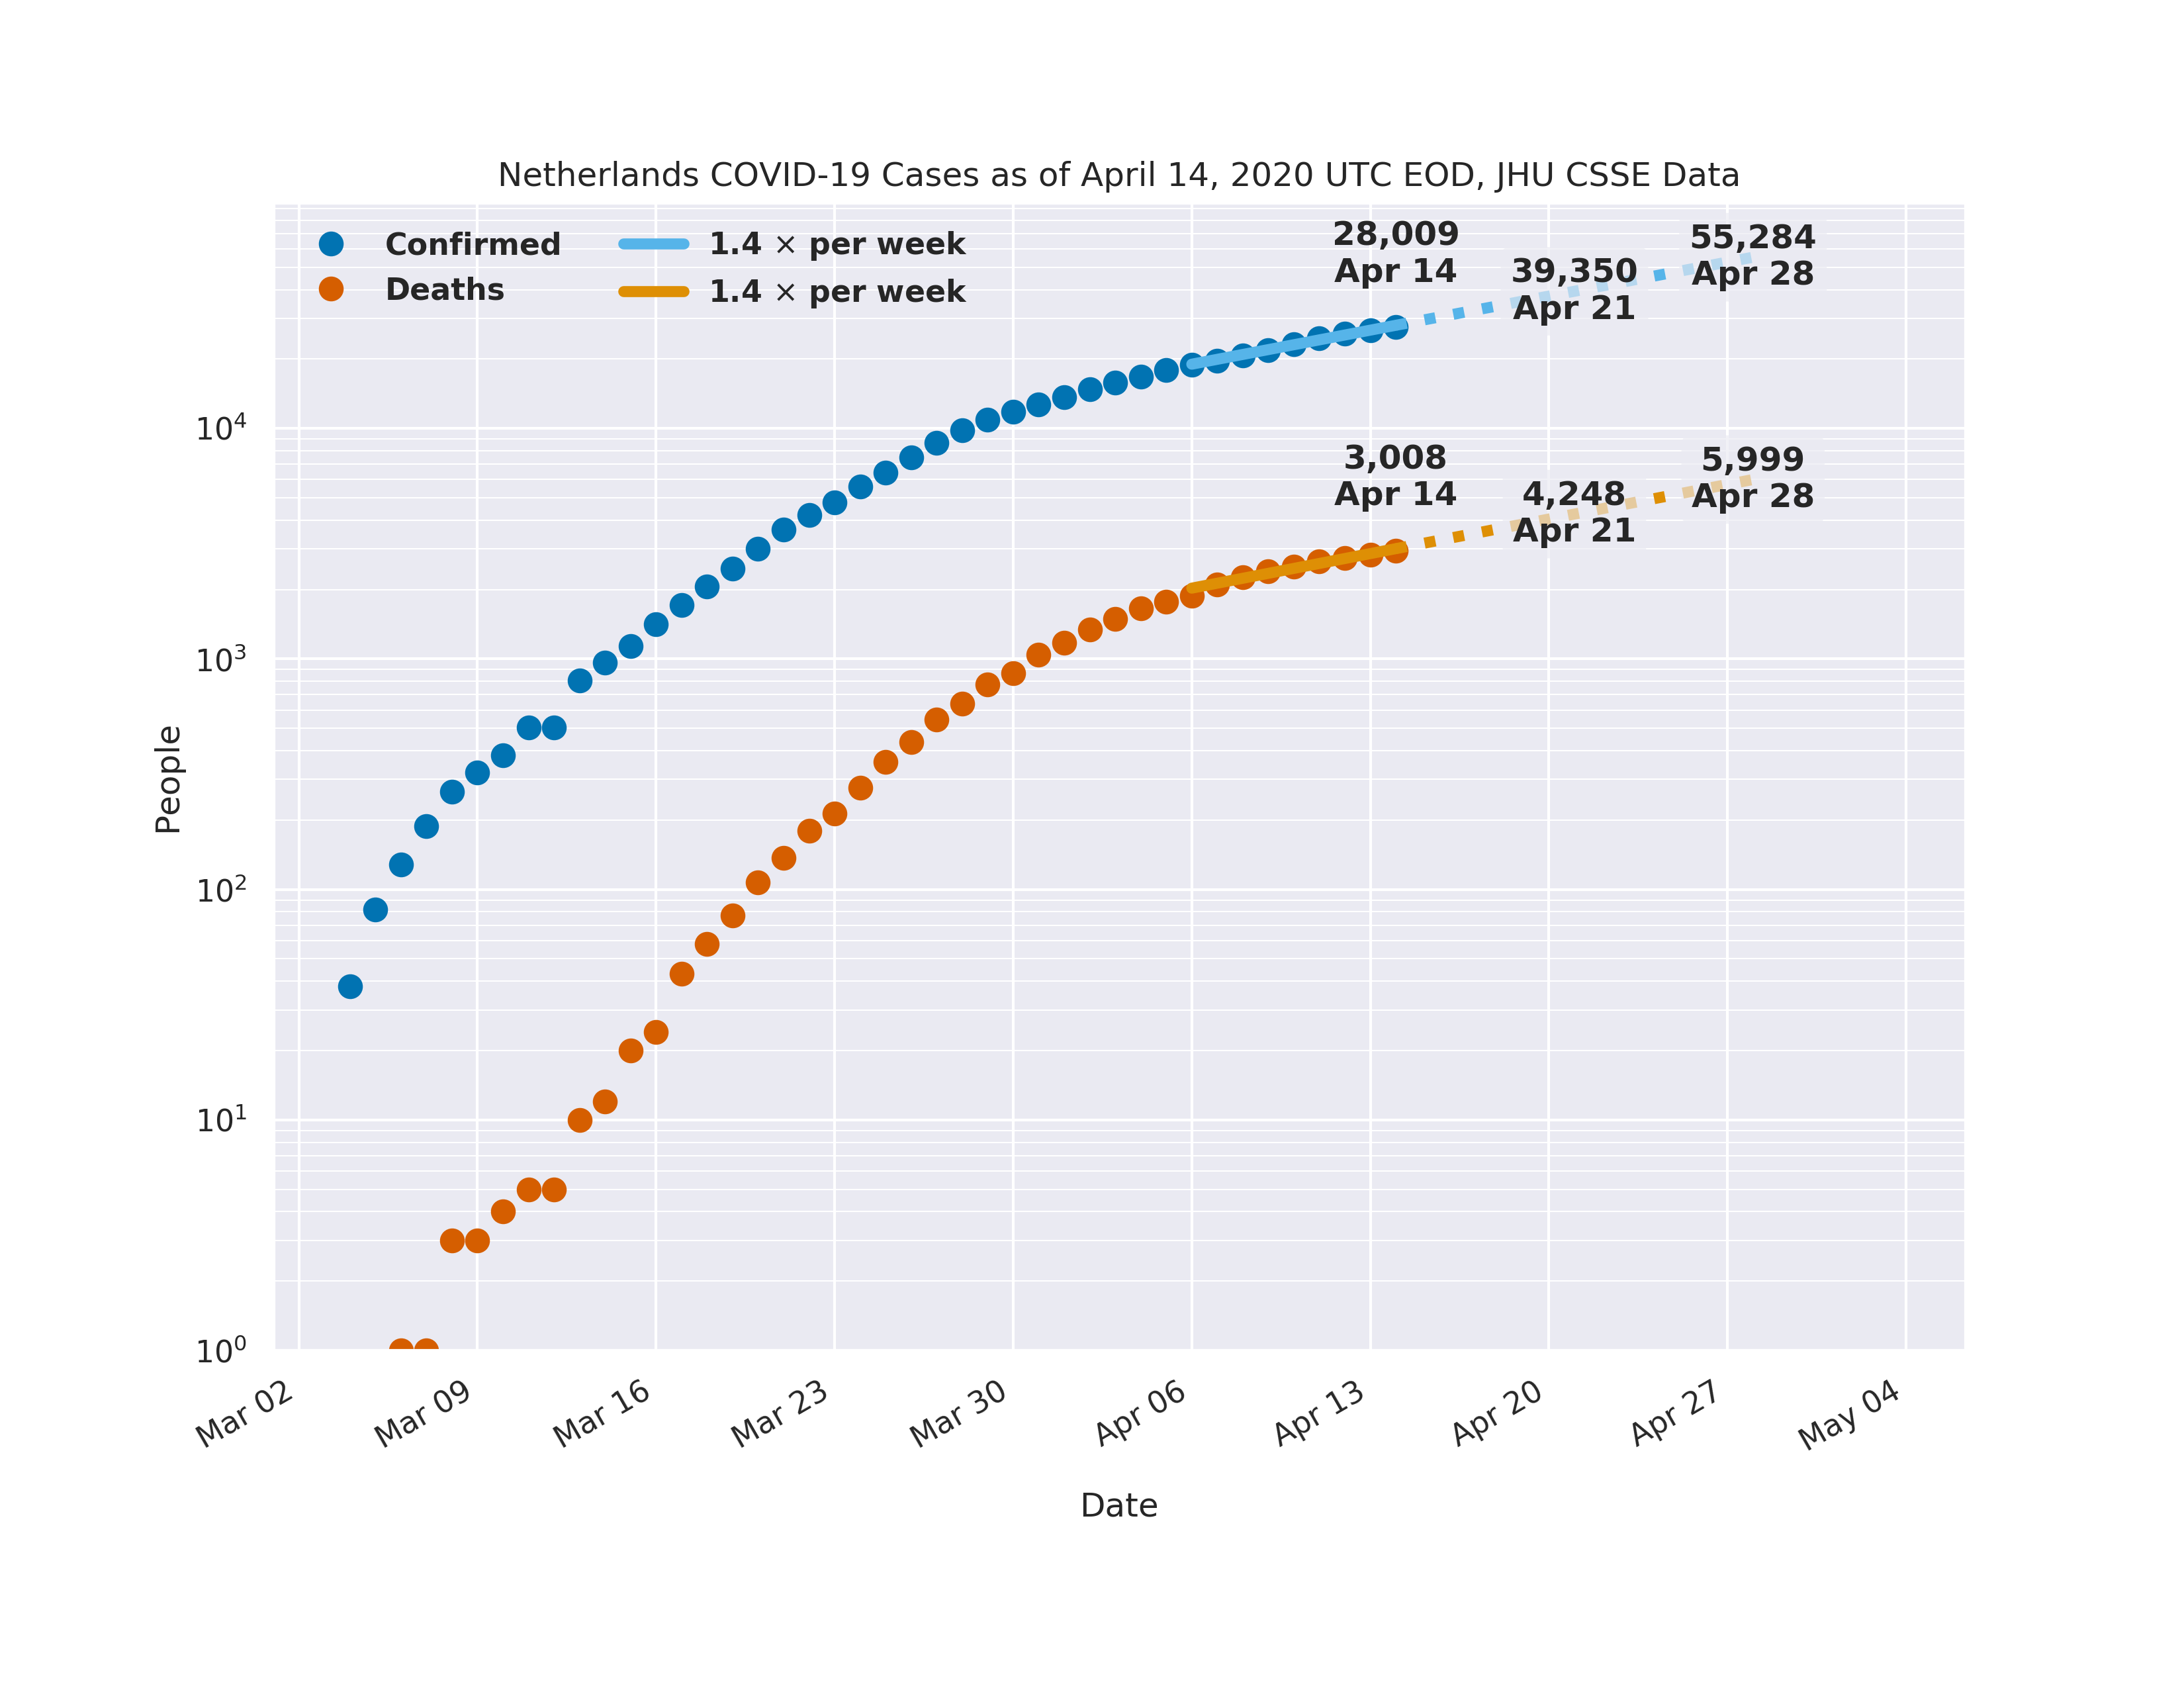 Netherlands COVID-19 Cases as of April 14, 2020 UTC EOD, JHU CSSE Data
Confirmed
Deaths
1.4 × per week
1.4 × per week
28,009
Apr 14
39,350
Apr 21
55,284
Apr 28
3,008
Apr 14
4,248
Apr 21
5,999
Apr 28
People
10⁴
10³
10²
10¹
10⁰
Mar 02
Mar 09
Mar 16
Mar 23
Mar 30
Apr 06
Apr 13
Apr 20
Apr 27
May 04
Date